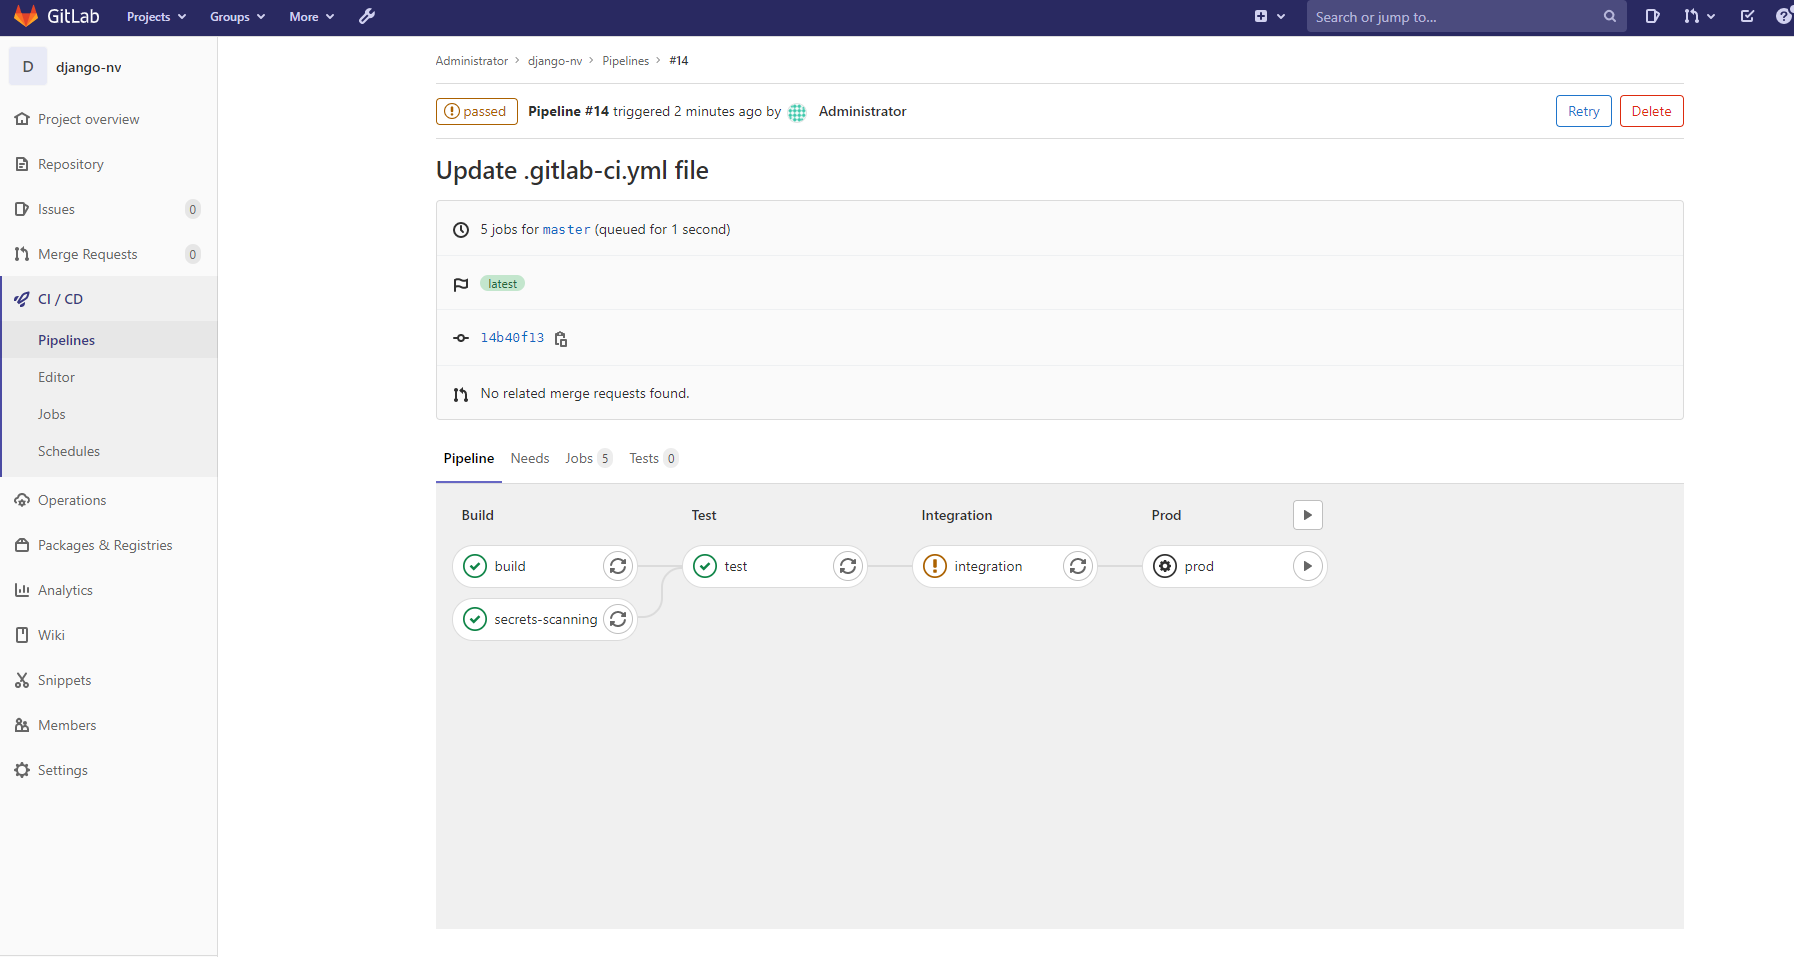 GitLab Projects Groups More Search or jump to...
D django-nv
Project overview
Repository
Issues 0
Merge Requests 0
CI / CD
Pipelines
Editor
Jobs
Schedules
Operations
Packages & Registries
Analytics
Wiki
Snippets
Members
Settings
Administrator > django-nv > Pipelines > #14
passed Pipeline #14 triggered 2 minutes ago by Administrator Retry Delete
Update .gitlab-ci.yml file
5 jobs for master (queued for 1 second)
latest
14b40f13
No related merge requests found.
Pipeline Needs Jobs 5 Tests 0
Build Test Integration Prod
build test integration prod
secrets-scanning